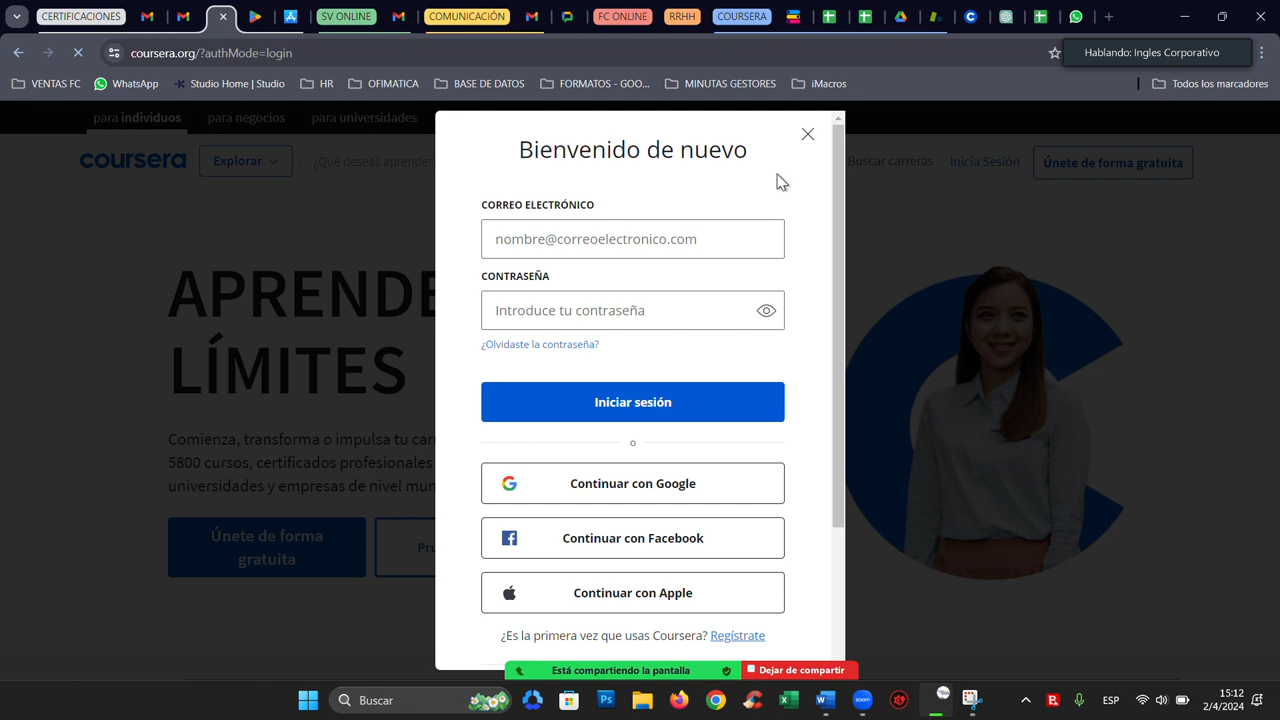 CERTIFICACIONES
SV ONLINE
COMUNICACIÓN
FC ONLINE
RRHH
COURSERA
coursera.org/?authMode=login
Hablando: Ingles Corporativo
VENTAS FC
WhatsApp
Studio Home | Studio
HR
OFIMATICA
BASE DE DATOS
FORMATOS - GOO...
MINUTAS GESTORES
iMacros
Todos los marcadores
para individuos
para negocios
para universidades
coursera
Explorar
¿Qué deseas aprender
Buscar carreras
Inicia Sesión
Únete de forma gratuita
Bienvenido de nuevo
CORREO ELECTRÓNICO
nombre@correoelectronico.com
CONTRASEÑA
Introduce tu contraseña
¿Olvidaste la contraseña?
Iniciar sesión
o
Continuar con Google
Continuar con Facebook
Continuar con Apple
¿Es la primera vez que usas Coursera? Regístrate
APRENDE
LÍMITES
Comienza, transforma o impulsa tu car
5800 cursos, certificados profesionales
universidades y empresas de nivel mun
Únete de forma
gratuita
Pru
Está compartiendo la pantalla
Dejar de compartir
Buscar
Ps
zoom
ESP
15:12
2/4/2024